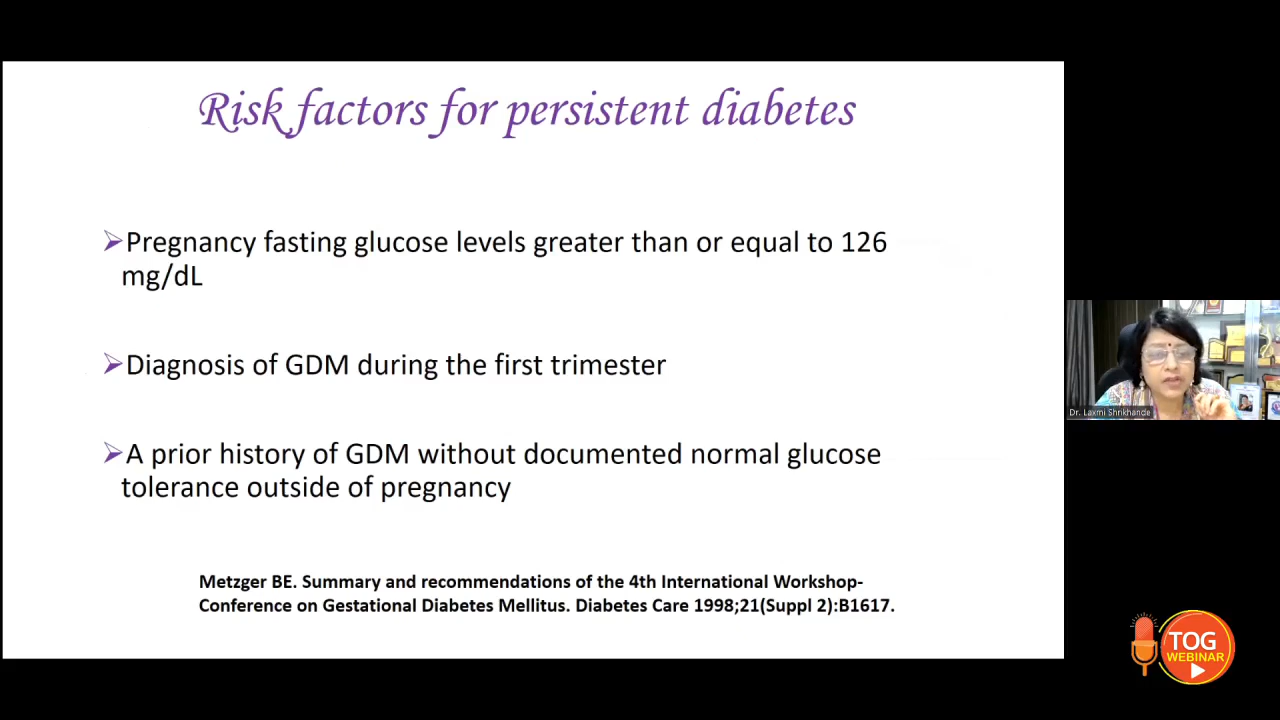 Risk factors for persistent diabetes
Pregnancy fasting glucose levels greater than or equal to 126
mg/dL
Diagnosis of GDM during the first trimester
A prior history of GDM without documented normal glucose
tolerance outside of pregnancy
Metzger BE. Summary and recommendations of the 4th International Workshop-
Conference on Gestational Diabetes Mellitus. Diabetes Care 1998;21(Suppl 2):B1617.
Dr. Laxmi Shrikhande
TOG
WEBINAR